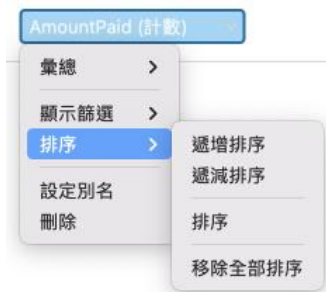 AmountPaid (計數)
彙總
顯示篩選
排序
設定別名
刪除
遞增排序
遞減排序
排序
移除全部排序